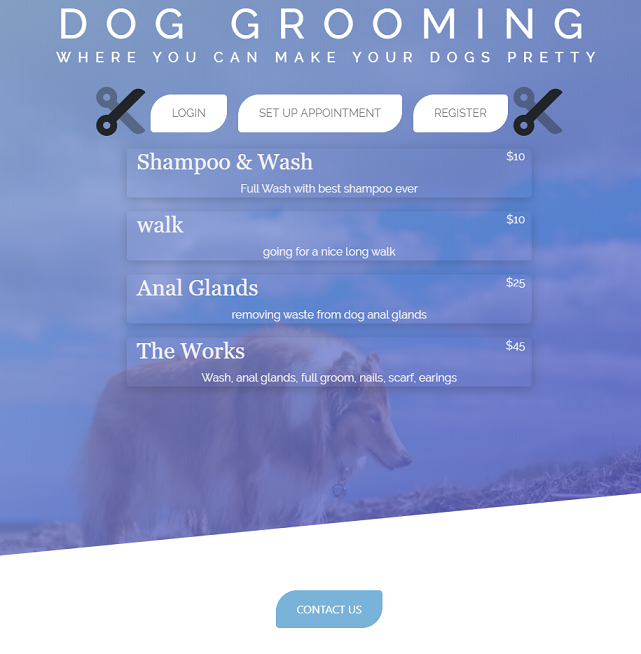 DOG GROOMING
WHERE YOU CAN MAKE YOUR DOGS PRETTY
LOGIN
SET UP APPOINTMENT
REGISTER
Shampoo & Wash $10
Full Wash with best shampoo ever
walk $10
going for a nice long walk
Anal Glands $25
removing waste from dog anal glands
The Works $45
Wash, anal glands, full groom, nails, scarf, earings
CONTACT US